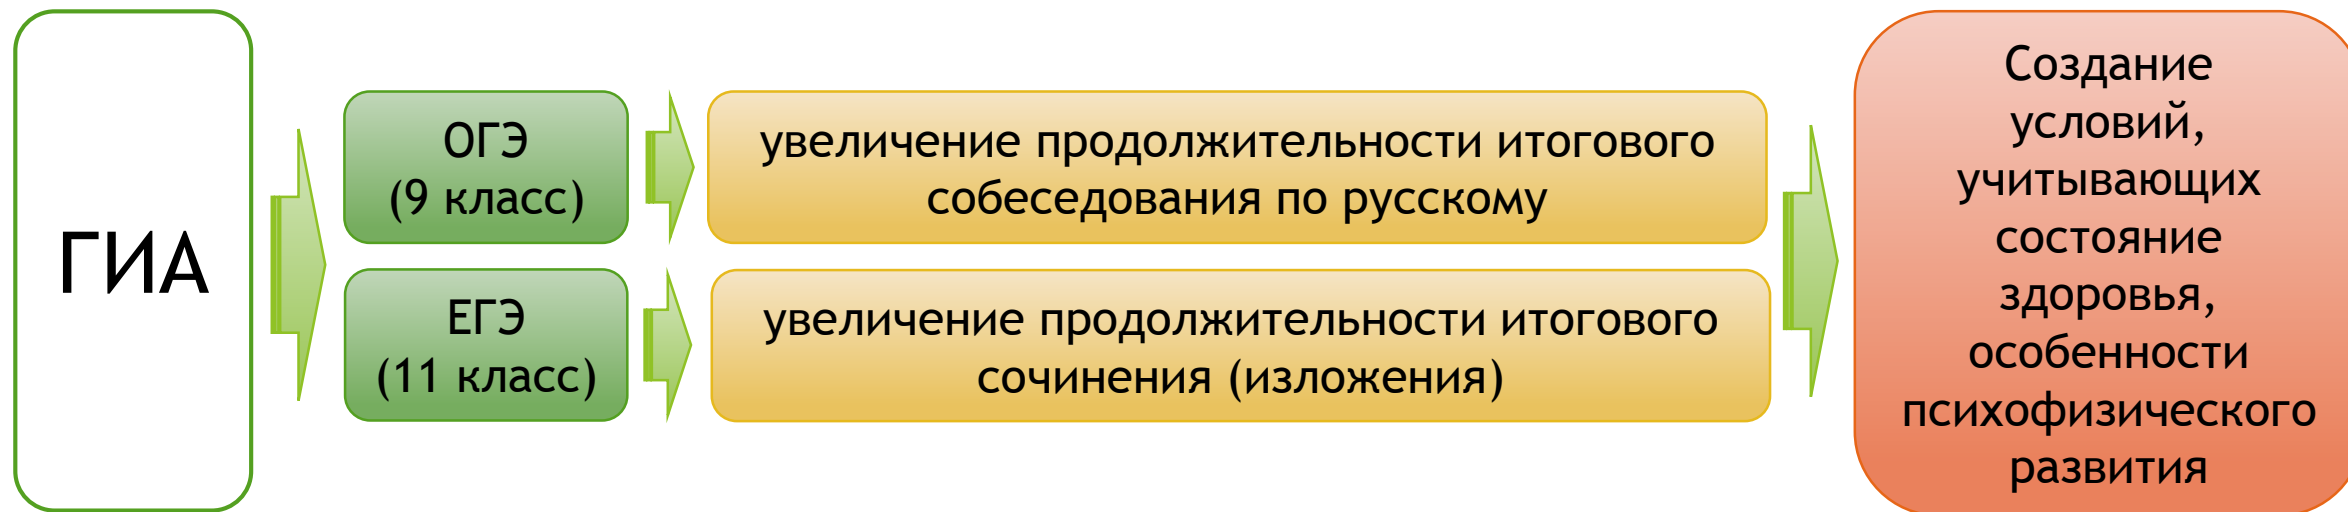 ГИА
ОГЭ
(9 класс)
увеличение продолжительности итогового
собеседования по русскому
ЕГЭ
(11 класс)
увеличение продолжительности итогового
сочинения (изложения)
Создание
условий,
учитывающих
состояние
здоровья,
особенности
психофизического
развития